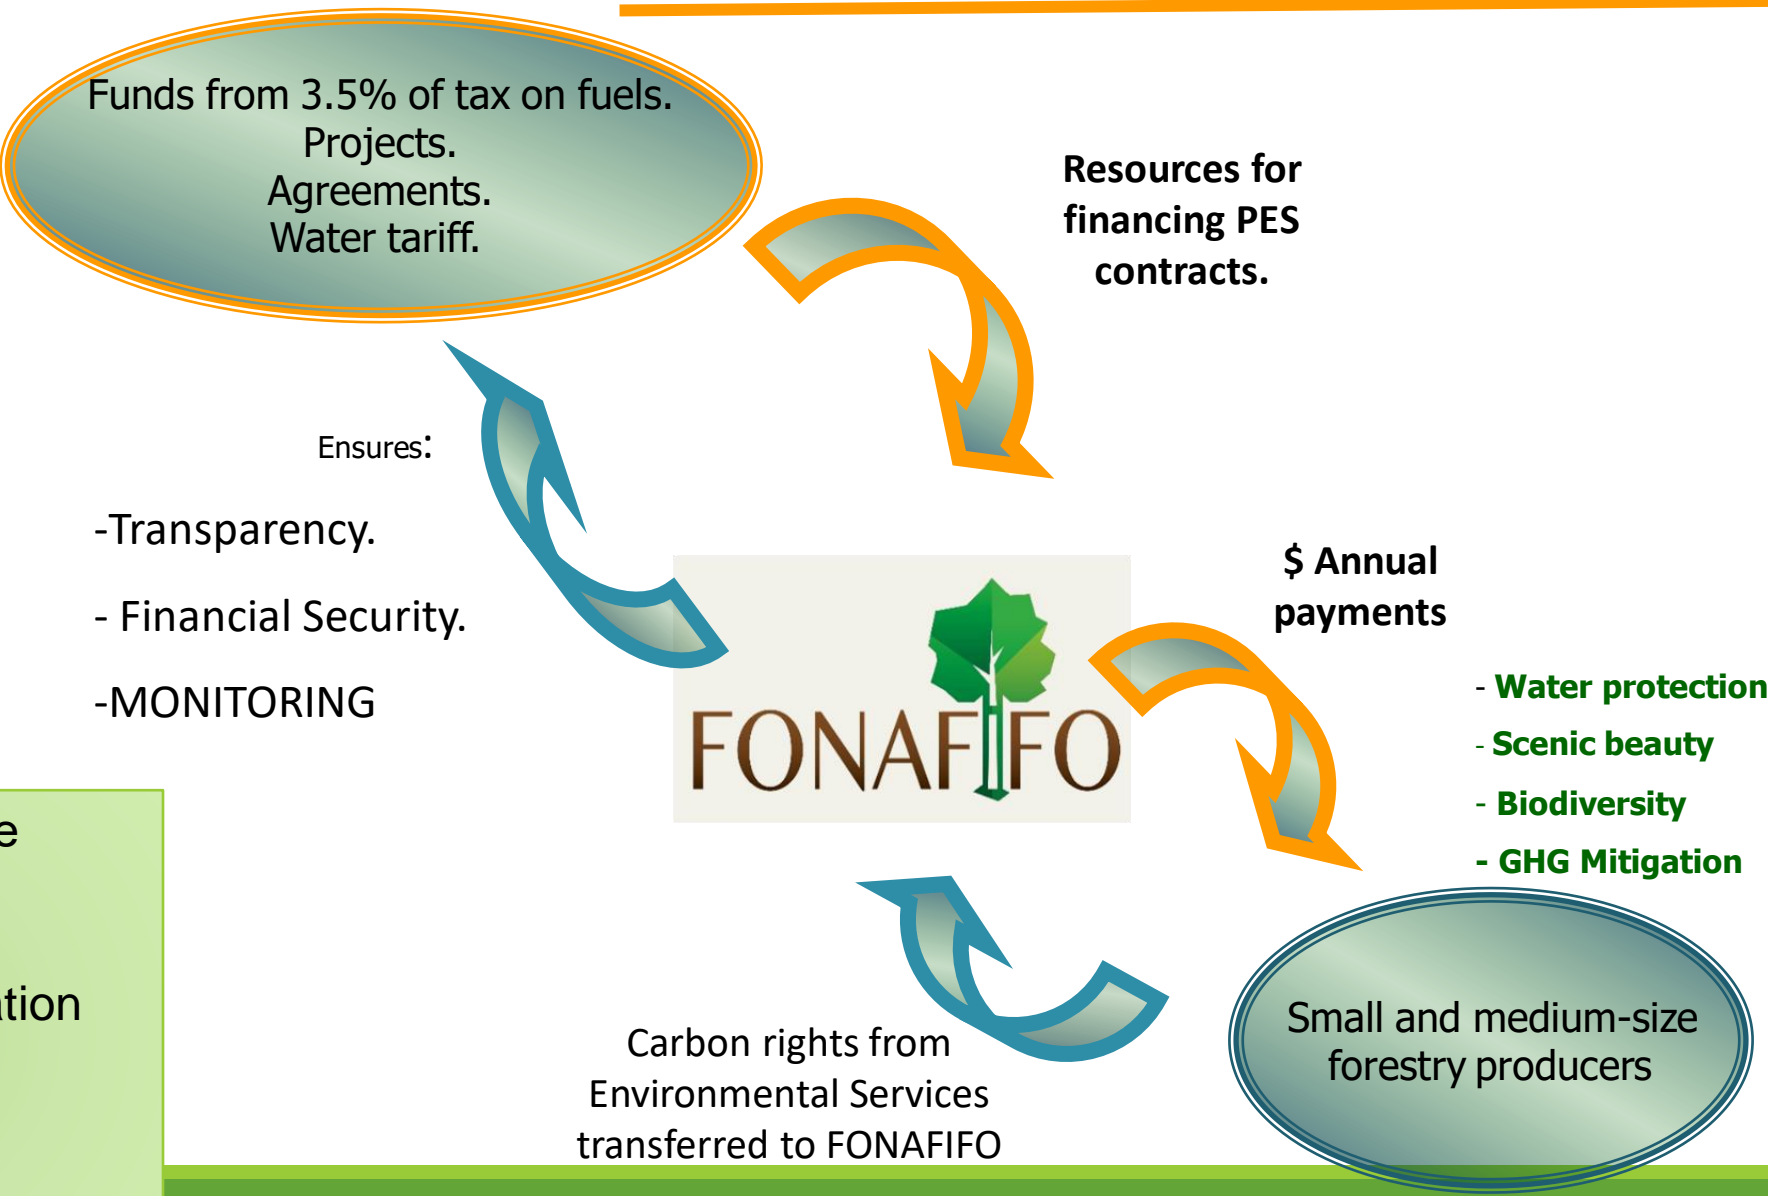 Funds from 3.5% of tax on fuels.
Projects.
Agreements.
Water tariff.
Resources for
financing PES
contracts.
Ensures:
-Transparency.
- Financial Security.
-MONITORING
$ Annual
payments
FONAFIFO
- Water protection
- Scenic beauty
- Biodiversity
- GHG Mitigation
Small and medium-size
forestry producers
Carbon rights from
Environmental Services
transferred to FONAFIFO